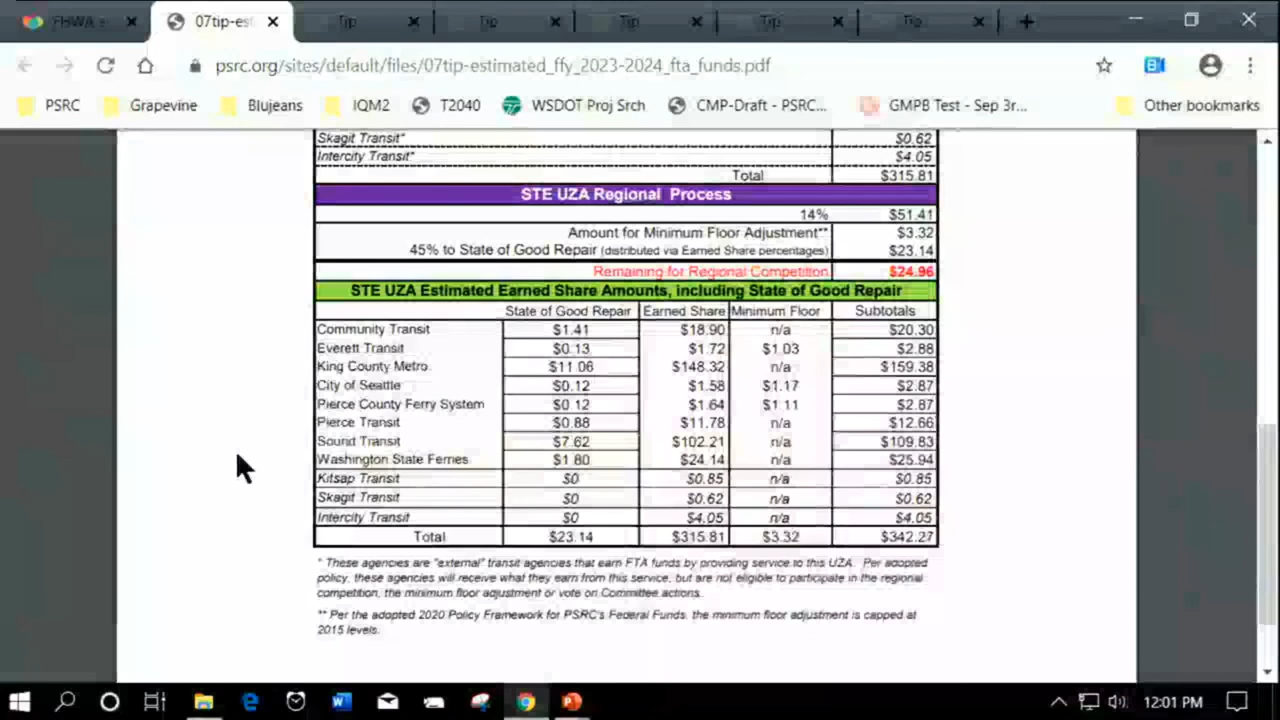 FHWA
07tip-est
Tip
Tip
Tip
Tip
Tip
psrc.org/sites/default/files/07tip-estimated_ffy_2023-2024_fta_funds.pdf
PSRC Grapevine Blujeans IQM2 T2040 WSDOT Proj Srch CMP-Draft - PSRC... GMPB Test - Sep 3r... Other bookmarks
Skagit Transit* $0.62
Intercity Transit* $4.05
Total $315.81
STE UZA Regional Process
14% $51.41
Amount for Minimum Floor Adjustment** $3.32
45% to State of Good Repair (distributed via Earned Share percentages) $23.14
Remaining for Regional Competition $24.96
STE UZA Estimated Earned Share Amounts, including State of Good Repair
State of Good Repair Earned Share Minimum Floor Subtotals
Community Transit $1.41 $18.90 n/a $20.30
Everett Transit $0.13 $1.72 $1.03 $2.88
King County Metro $11.06 $148.32 n/a $159.38
City of Seattle $0.12 $1.58 $1.17 $2.87
Pierce County Ferry System $0.12 $1.64 $1.11 $2.87
Pierce Transit $0.88 $11.78 n/a $12.66
Sound Transit $7.62 $102.21 n/a $109.83
Washington State Ferries $1.80 $24.14 n/a $25.94
Kitsap Transit $0 $0.85 n/a $0.85
Skagit Transit $0 $0.62 n/a $0.62
Intercity Transit $0 $4.05 n/a $4.05
Total $23.14 $315.81 $3.32 $342.27
* These agencies are "external" transit agencies that earn FTA funds by providing service to this UZA. Per adopted
policy, these agencies will receive what they earn from this service, but are not eligible to participate in the regional
competition, the minimum floor adjustment or vote on Committee actions.
** Per the adopted 2020 Policy Framework for PSRC's Federal Funds, the minimum floor adjustment is capped at
2015 levels.
12:01 PM